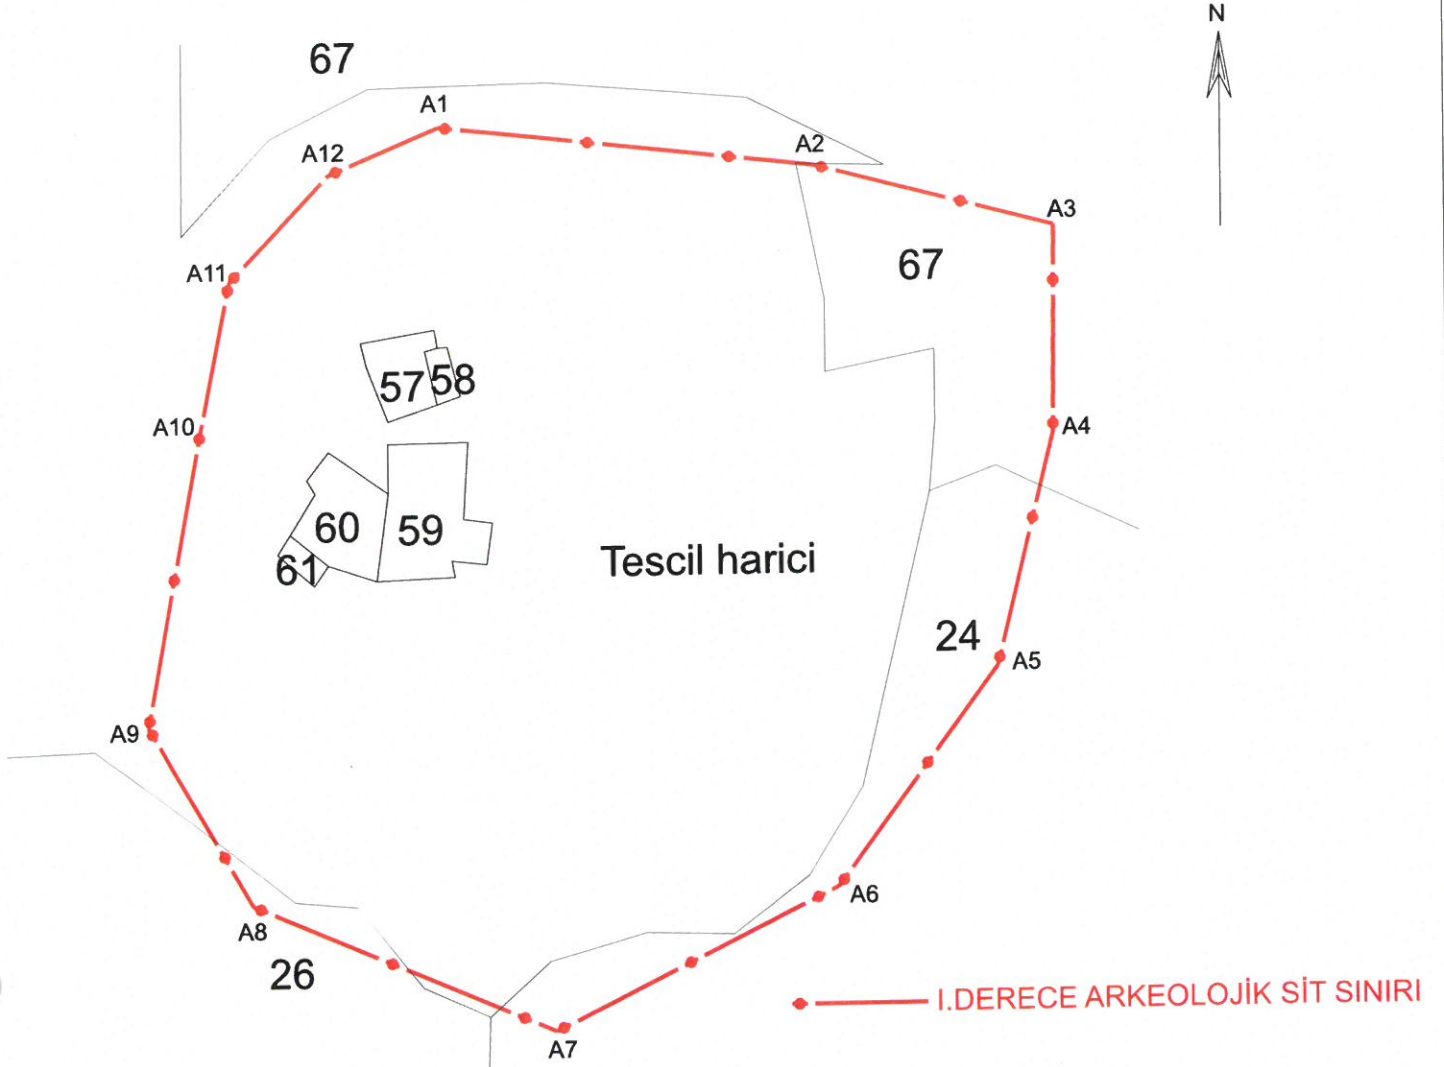 N
67
A1
A2
A12
A3
67
A11
57
58
A10
A4
60
59
61
Tescil harici
24
A5
A9
A6
A8
26
I.DERECE ARKEOLOJİK SİT SINIRI
A7